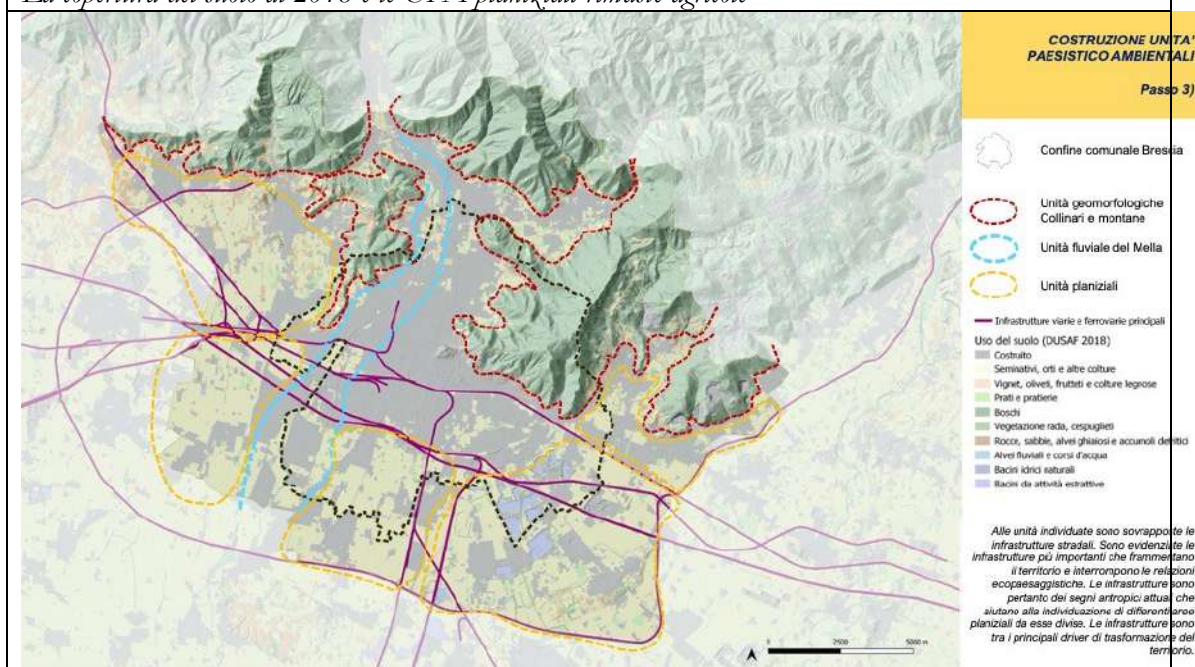 La copertura del suolo al 2018 e le UPA planiziali rimaste agricole
COSTRUZIONE UNITA'
PAESISTICO AMBIENTALI
Passo 3)
Confine comunale Brescia
Unità geomorfologiche
Collinari e montane
Unità fluviale del Mella
Unità planiziali
Infrastrutture viarie e ferroviarie principali
Uso del suolo (DUSAF 2018)
Costruito
Seminativi, orti e altre colture
Vignet, oliveti, frutteti e colture legrose
Prati e pratierie
Boschi
Vegetazione rada, cespuglieti
Rocce, sabbie, alvei ghiaiosi e accumoli detritici
Alvei fluviali e corsi d'acqua
Bacini idrici naturali
Bacini da attività estrattive
Alle unità individuate sono sovrapposte le
infrastrutture stradali. Sono evidenziate le
infrastrutture più importanti che frammentano
il territorio e interrompono le relazioni
ecopaesaggistiche. Le infrastrutture sono
pertanto dei segni antropici attuali che
aiutano alla individuazione di differenti aree
planiziali da esse divise. Le infrastrutture sono
tra i principali driver di trasformazione del
territorio.
0 2500 5000 m